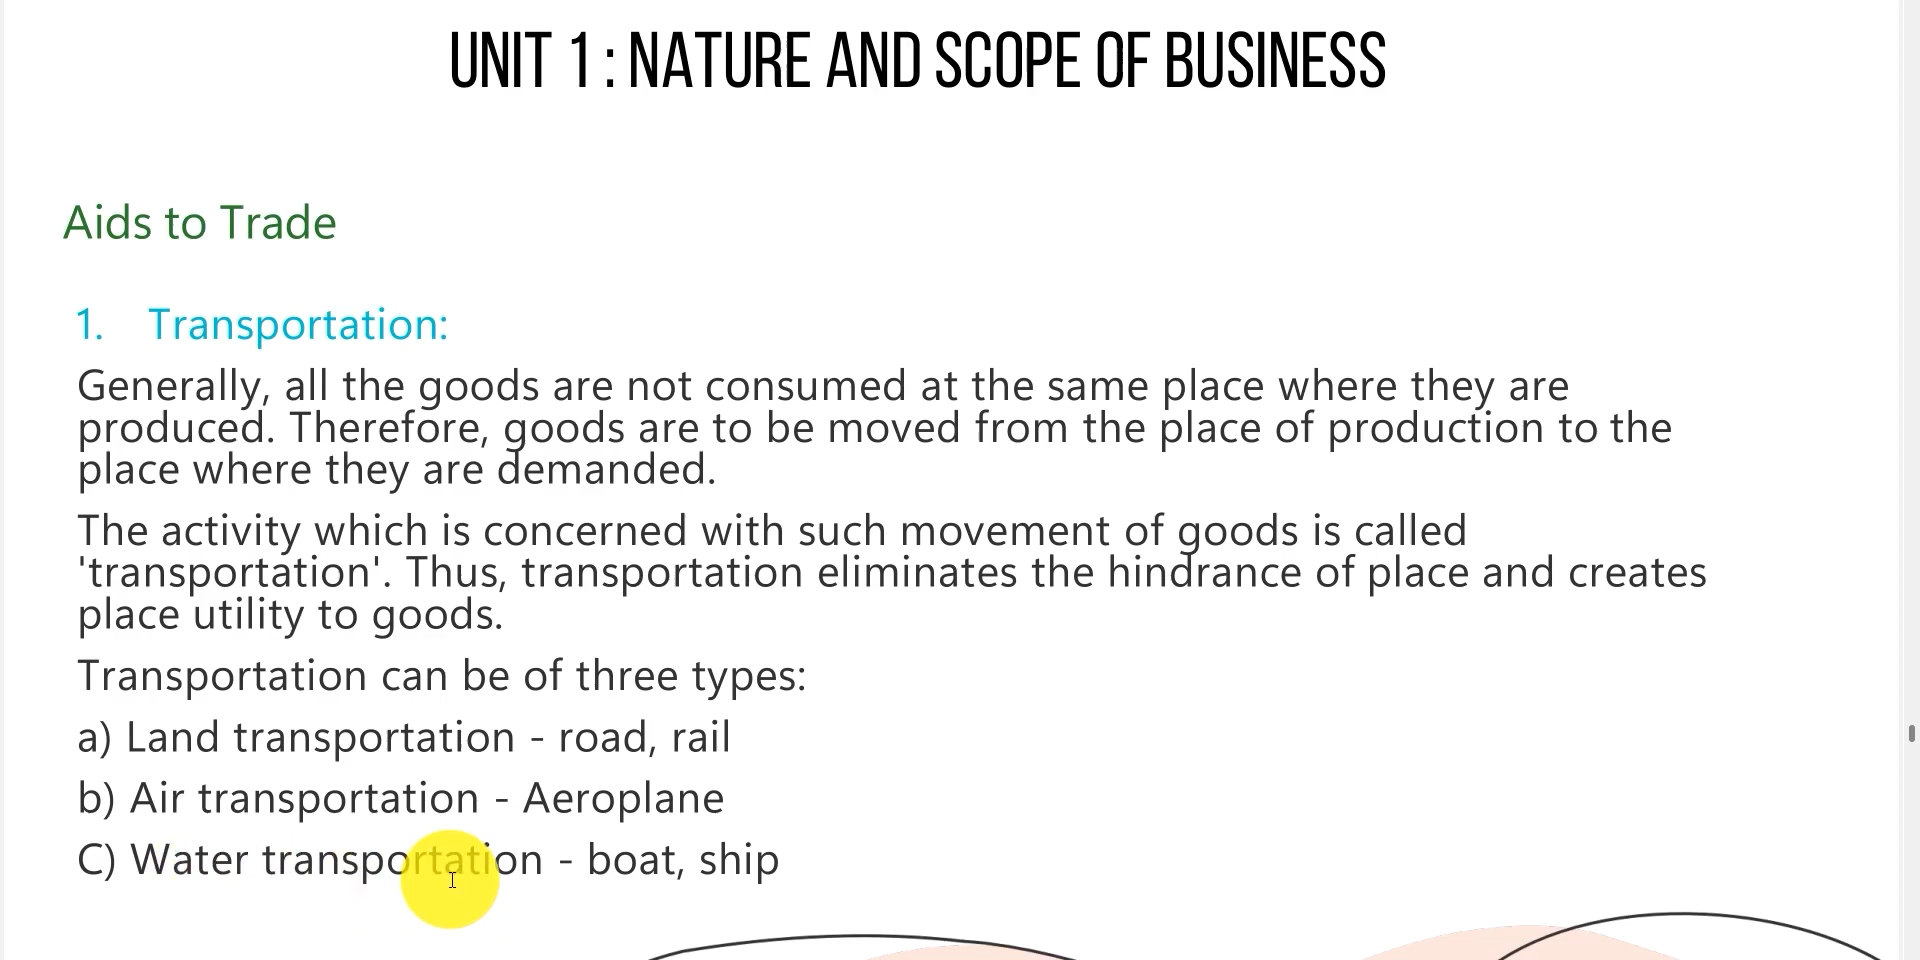 UNIT 1 : NATURE AND SCOPE OF BUSINESS
Aids to Trade
1. Transportation:
Generally, all the goods are not consumed at the same place where they are
produced. Therefore, goods are to be moved from the place of production to the
place where they are demanded.
The activity which is concerned with such movement of goods is called
'transportation'. Thus, transportation eliminates the hindrance of place and creates
place utility to goods.
Transportation can be of three types:
a) Land transportation - road, rail
b) Air transportation - Aeroplane
C) Water transportation - boat, ship